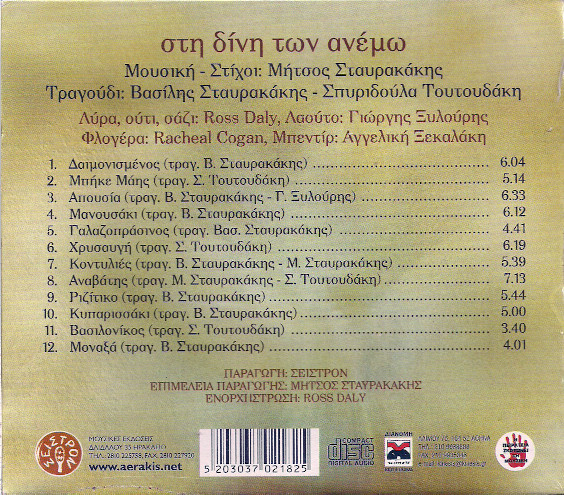 στη δίνη των ανέμω
Μουσική - Στίχοι: Μήτσος Σταυρακάκης
Τραγούδι: Βασίλης Σταυρακάκης - Σπυριδούλα Τουτουδάκη
Λύρα, ούτι, σάζι: Ross Daly, Λαούτο: Γιώργης Ξυλούρης
Φλογέρα: Racheal Cogan, Μπεντίρ: Αγγελική Ξεκαλάκη
1. Δαιμονισμένος (τραγ. Β. Σταυρακάκης) 6.04
2. Μπήκε Μάης (τραγ. Σ. Τουτουδάκη) 5.14
3. Απουσία (τραγ. Β. Σταυρακάκης - Γ. Ξυλούρης) 6.33
4. Μανουσάκι (τραγ. Β. Σταυρακάκης) 6.12
5. Γαλαζοπράσινος (τραγ. Βασ. Σταυρακάκης) 4.41
6. Χρυσαυγή (τραγ. Σ. Τουτουδάκη) 6.19
7. Κοντυλιές (τραγ. Β. Σταυρακάκης - Μ. Σταυρακάκης) 5.39
8. Αναβάτης (τραγ. Μ. Σταυρακάκης - Σ. Τουτουδάκη) 7.13
9. Ριζίτικο (τραγ. Β. Σταυρακάκης) 5.44
10. Κυπαρισσάκι (τραγ. Β. Σταυρακάκης) 5.00
11. Βασιλονίκος (τραγ. Σ. Τουτουδάκη) 3.40
12. Μοναξά (τραγ. Β. Σταυρακάκης) 4.01
ΠΑΡΑΓΩΓΗ: ΣΕΙΣΤΡΟΝ
ΕΠΙΜΕΛΕΙΑ ΠΑΡΑΓΩΓΗΣ: ΜΗΤΣΟΣ ΣΤΑΥΡΑΚΑΚΗΣ
ΕΝΟΡΧΗΣΤΡΩΣΗ: ROSS DALY
ΣΕΙΣΤΡΟΝ
ΜΟΥΣΙΚΕΣ ΕΚΔΟΣΕΙΣ
ΔΑΙΔΑΛΟΥ 35 ΗΡΑΚΛΕΙΟ
www.aerakis.net
5 203037 021825
COMPACT
disc
DIGITAL AUDIO
ΔΙΑΝΟΜΗ